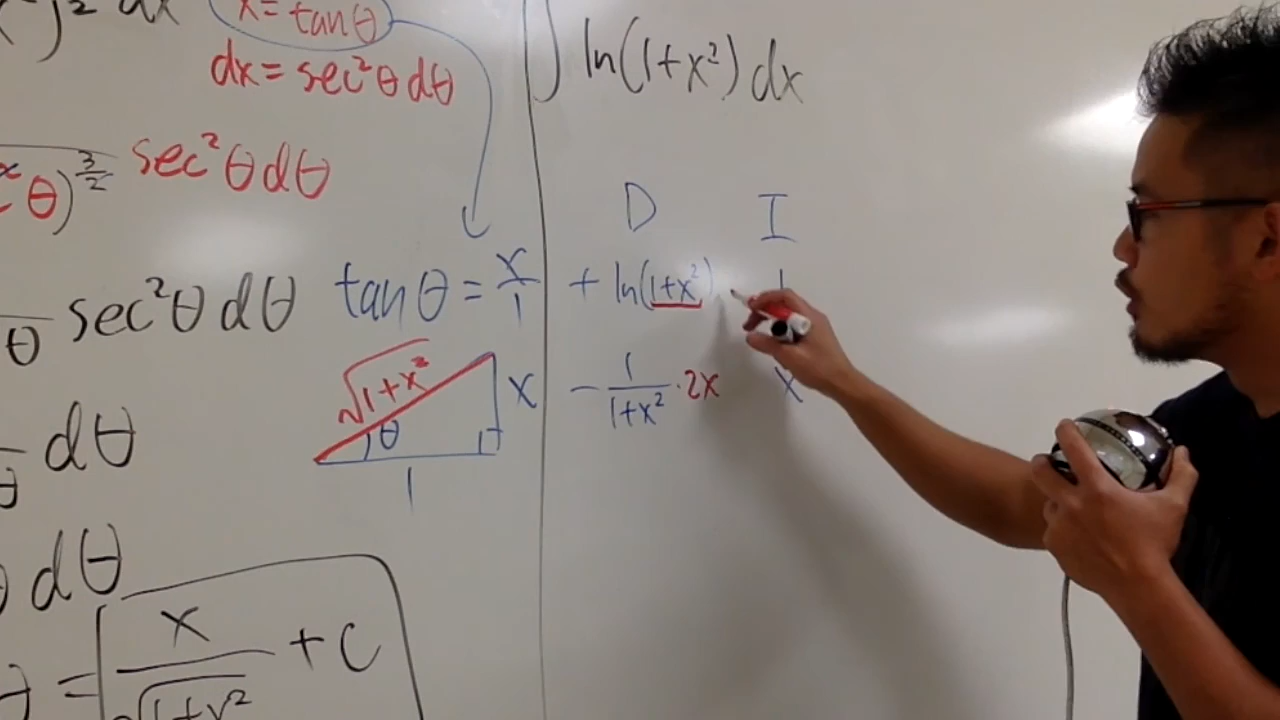 x = tanθ
dx = sec²θ dθ
θ)^(3/2) sec²θ dθ
sec²θ dθ
tanθ = x/1
√(1+x²)
θ
x
1
dθ
dθ
= x/√(1+x²) + C
∫ ln(1+x²) dx
D I
+ ln(1+x²) 1
- 1/(1+x²) · 2x x